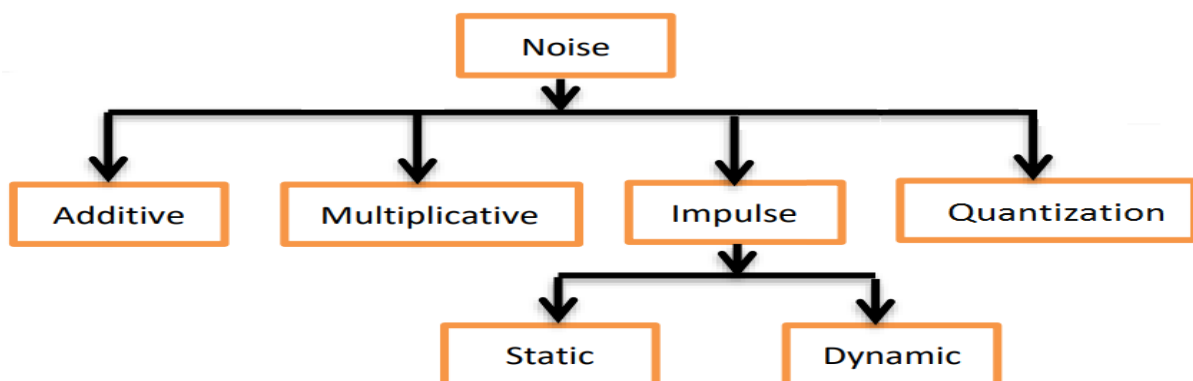 Noise
Additive
Multiplicative
Impulse
Quantization
Static
Dynamic